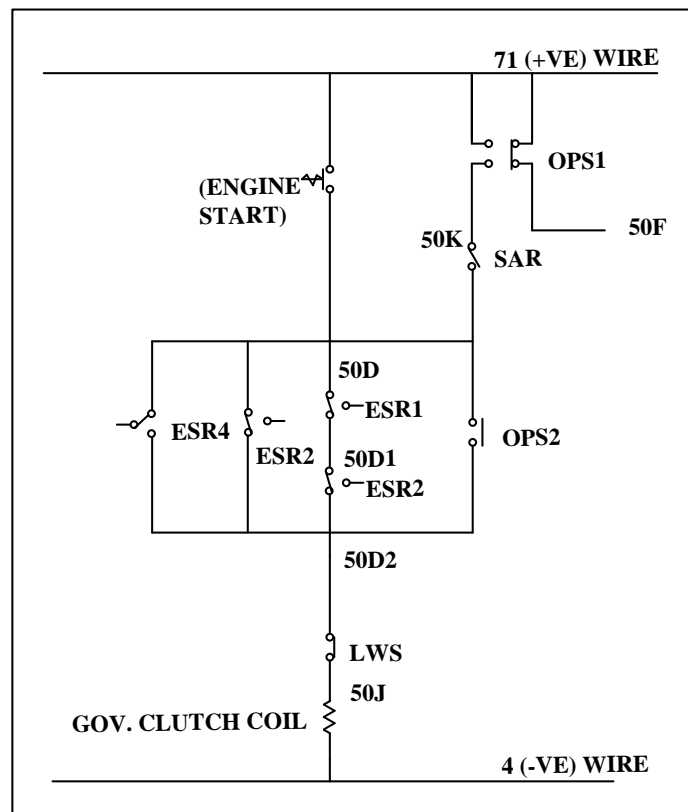 71 (+VE) WIRE
OPS1
(ENGINE
START)
50F
50K
SAR
50D
ESR1
ESR4
ESR2
OPS2
50D1
ESR2
50D2
LWS
50J
GOV. CLUTCH COIL
4 (-VE) WIRE